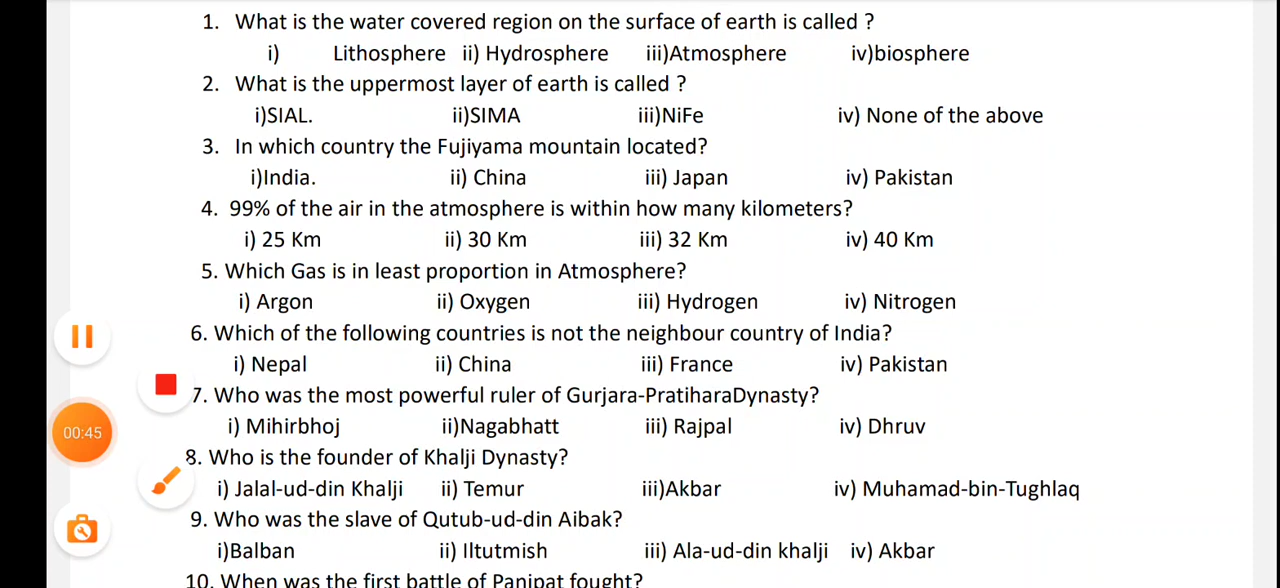 1. What is the water covered region on the surface of earth is called ?
i) Lithosphere ii) Hydrosphere iii)Atmosphere iv)biosphere
2. What is the uppermost layer of earth is called ?
i)SIAL. ii)SIMA iii)NiFe iv) None of the above
3. In which country the Fujiyama mountain located?
i)India. ii) China iii) Japan iv) Pakistan
4. 99% of the air in the atmosphere is within how many kilometers?
i) 25 Km ii) 30 Km iii) 32 Km iv) 40 Km
5. Which Gas is in least proportion in Atmosphere?
i) Argon ii) Oxygen iii) Hydrogen iv) Nitrogen
6. Which of the following countries is not the neighbour country of India?
i) Nepal ii) China iii) France iv) Pakistan
7. Who was the most powerful ruler of Gurjara-PratiharaDynasty?
i) Mihirbhoj ii)Nagabhatt iii) Rajpal iv) Dhruv
00:45
8. Who is the founder of Khalji Dynasty?
i) Jalal-ud-din Khalji ii) Temur iii)Akbar iv) Muhamad-bin-Tughlaq
9. Who was the slave of Qutub-ud-din Aibak?
i)Balban ii) Iltutmish iii) Ala-ud-din khalji iv) Akbar
10. When was the first battle of Panipat fought?